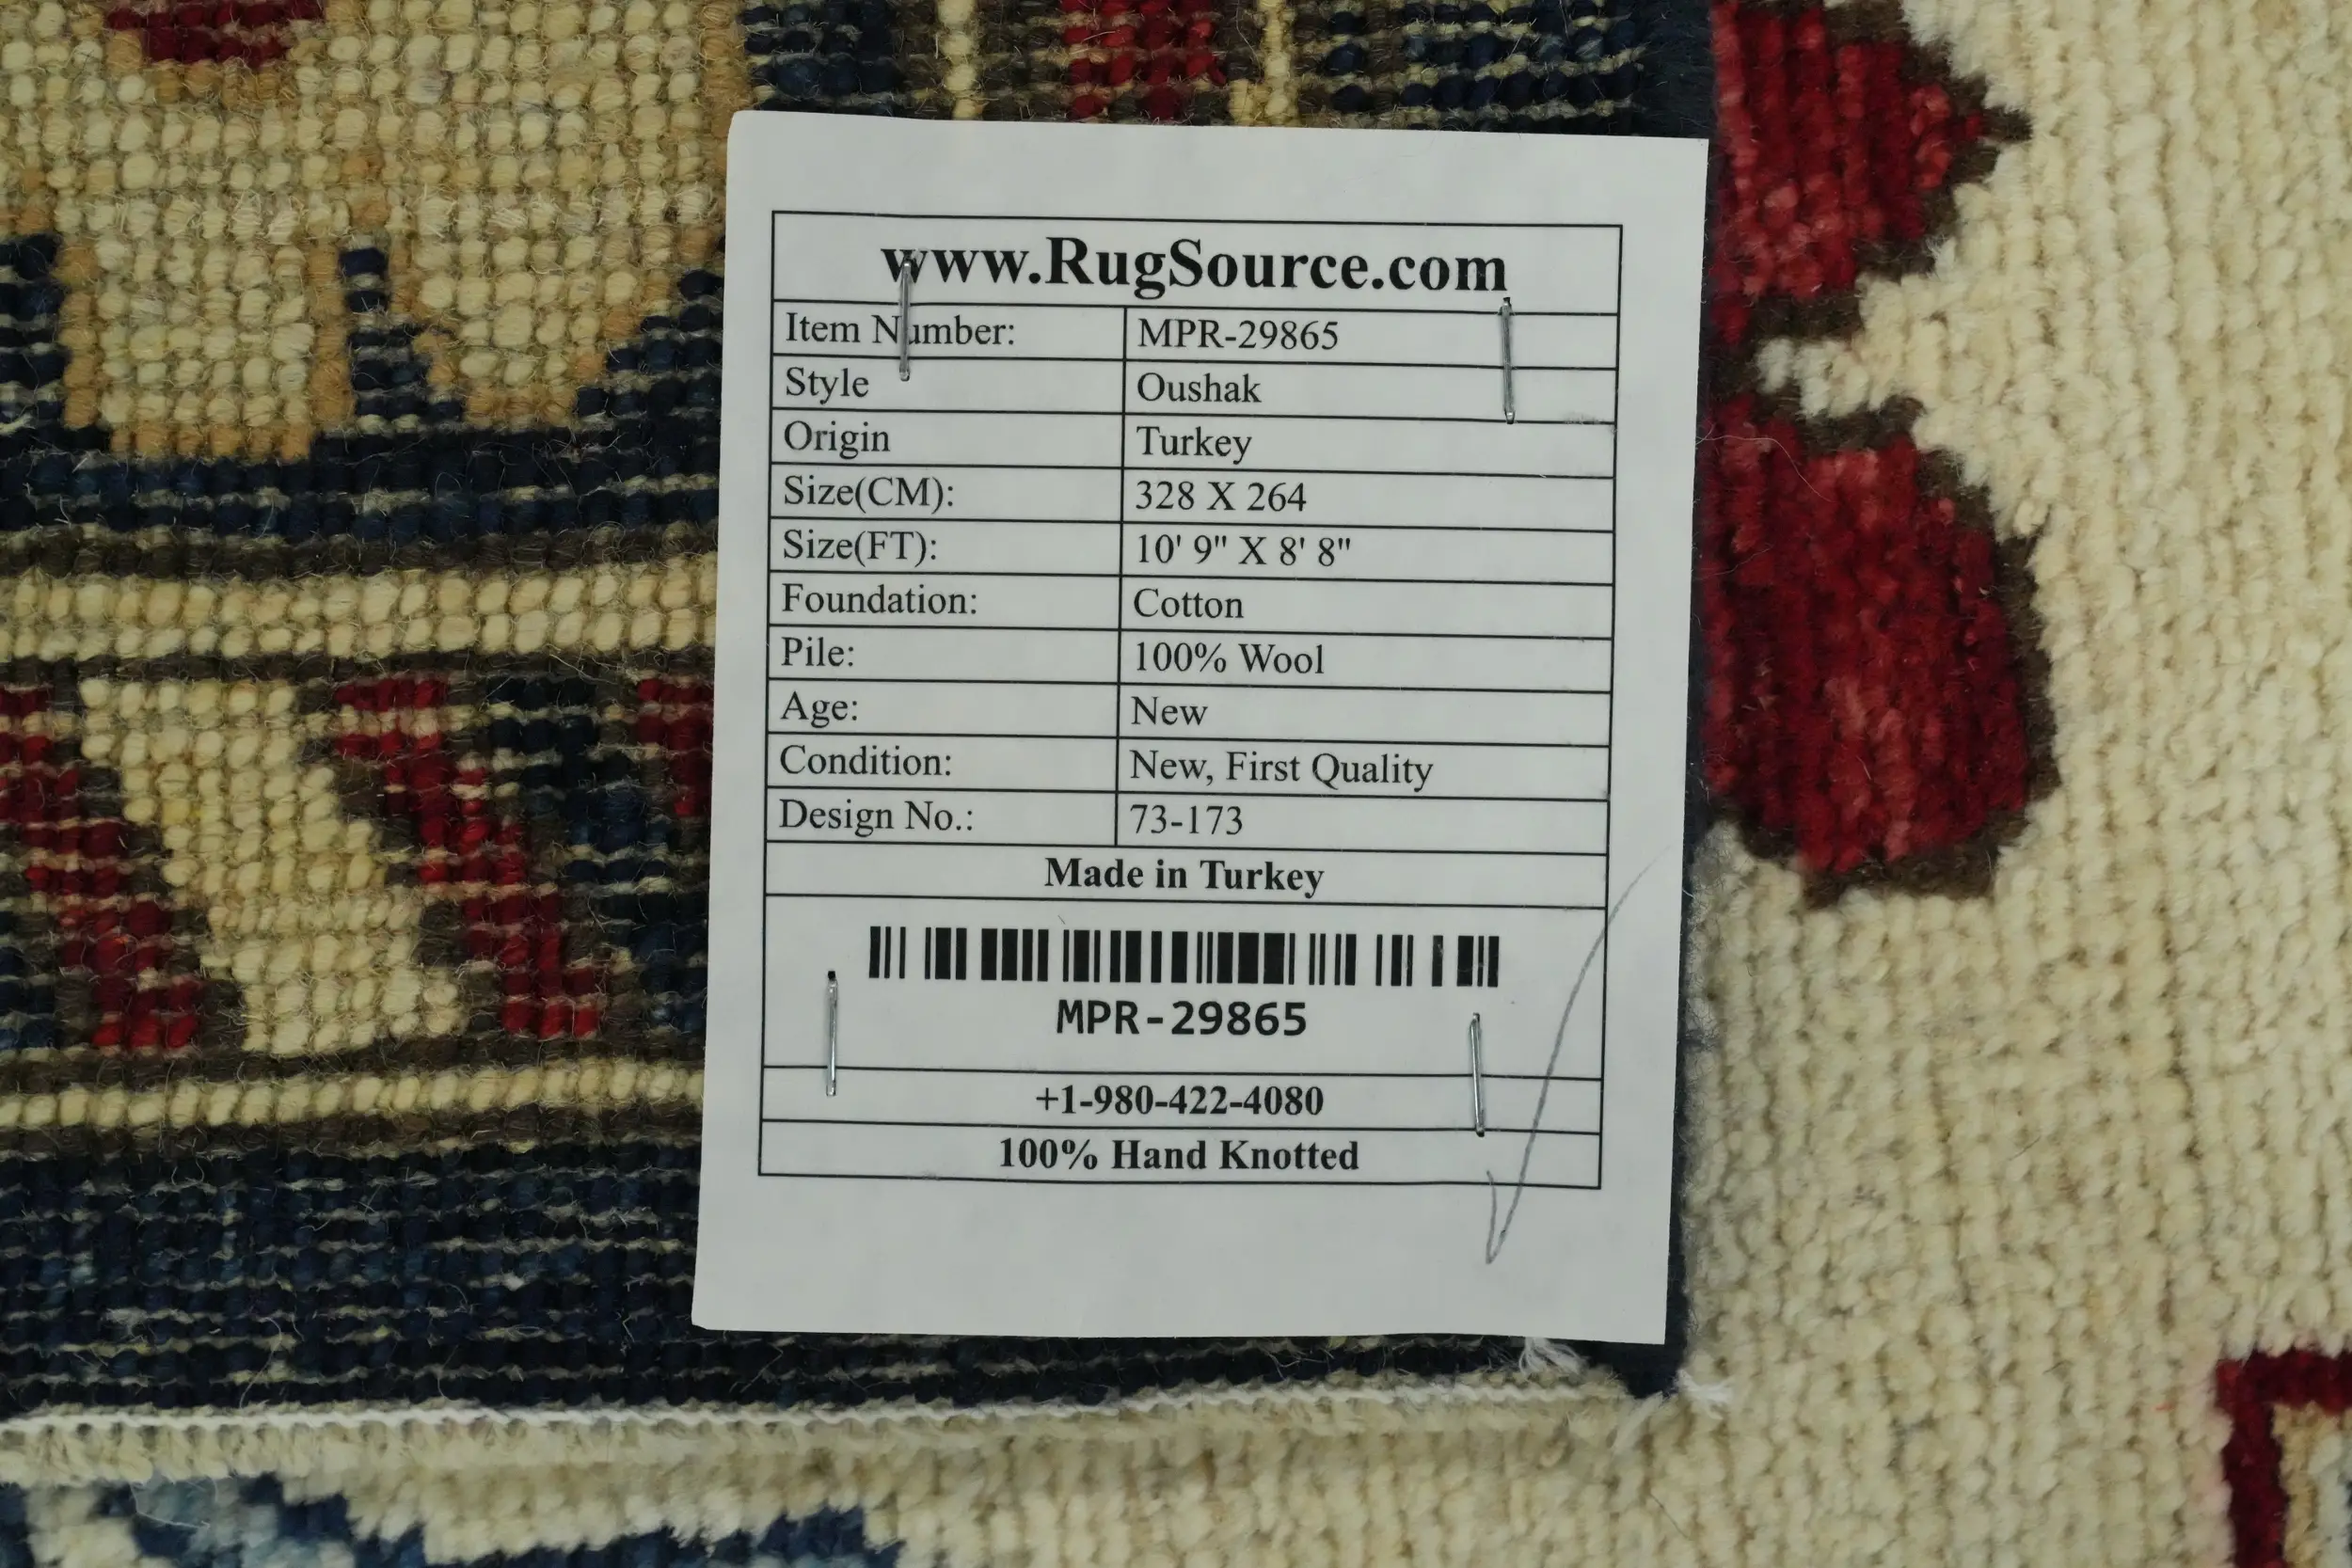 www.RugSource.com
Item Number: MPR-29865
Style Oushak
Origin Turkey
Size(CM): 328 X 264
Size(FT): 10' 9" X 8' 8"
Foundation: Cotton
Pile: 100% Wool
Age: New
Condition: New, First Quality
Design No.: 73-173
Made in Turkey
MPR-29865
+1-980-422-4080
100% Hand Knotted